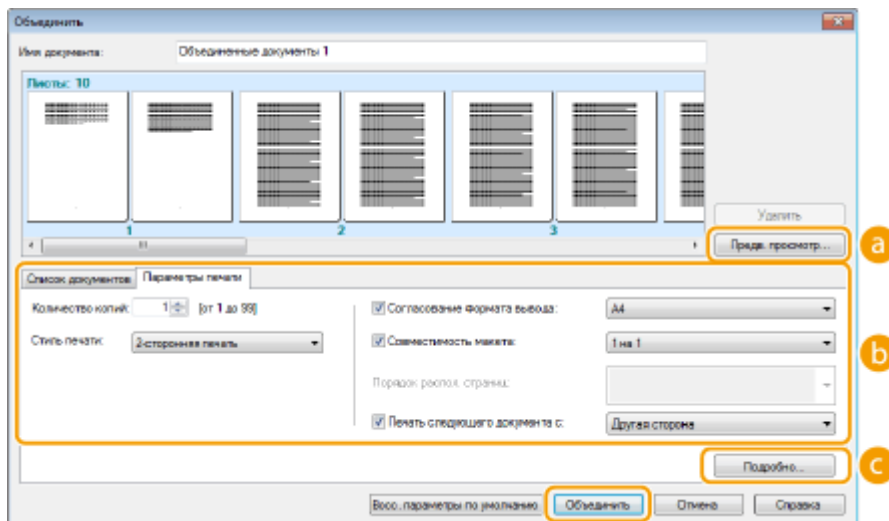 Объединить
Имя документа: Объединенные документы 1
Листы: 10
1 2 3
Удалить
Предв. просмотр... a
Список документов Параметры печати
Количество копий: 1 [от 1 до 99] Согласование формата вывода: A4
Стиль печати: 2-сторонняя печать Совместимость макета: 1 на 1
b
Порядок распол. страниц:
Печать следующего документа с: Другая сторона
Подробно... c
Восс. параметры по умолчанию Объединить Отмена Справка